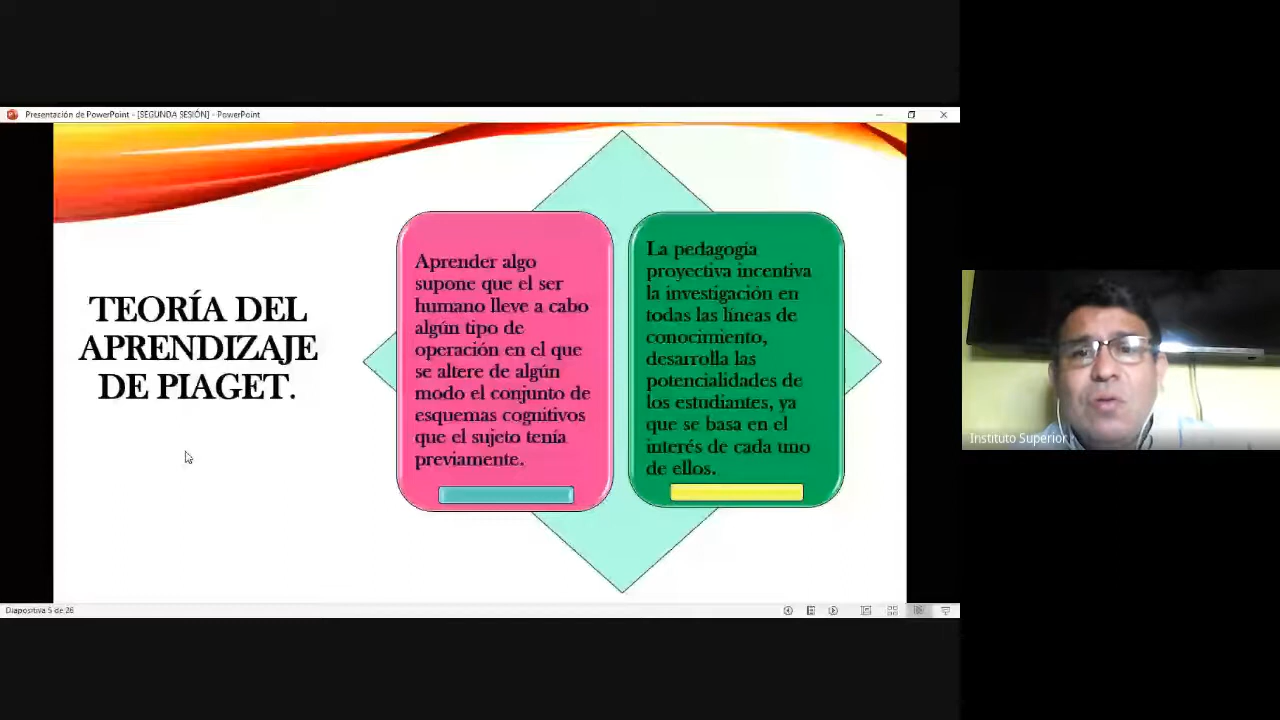 Presentación de PowerPoint - [SEGUNDA SESIÓN] - PowerPoint
TEORÍA DEL
APRENDIZAJE
DE PIAGET.
Aprender algo
supone que el ser
humano lleve a cabo
algún tipo de
operación en el que
se altere de algún
modo el conjunto de
esquemas cognitivos
que el sujeto tenía
previamente.
La pedagogía
proyectiva incentiva
la investigación en
todas las líneas de
conocimiento,
desarrolla las
potencialidades de
los estudiantes, ya
que se basa en el
interés de cada uno
de ellos.
Instituto Superior
Diapositiva 5 de 26